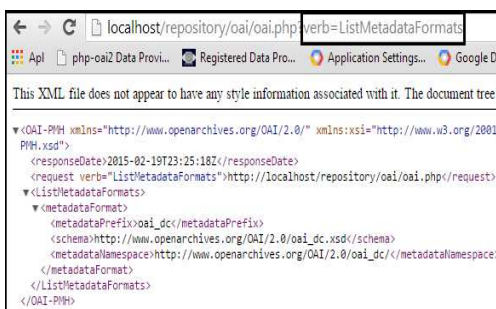 localhost/repository/oai/oai.php?verb=ListMetadataFormats
Apl php-oai2 Data Provi... Registered Data Pro... Application Settings... Google D
This XML file does not appear to have any style information associated with it. The document tree
▼<OAI-PMH xmlns="http://www.openarchives.org/OAI/2.0/" xmlns:xsi="http://www.w3.org/2001
PMH.xsd">
<responseDate>2015-02-19T23:25:18Z</responseDate>
<request verb="ListMetadataFormats">http://localhost/repository/oai/oai.php</request>
▼<ListMetadataFormats>
▼<metadataFormat>
<metadataPrefix>oai_dc</metadataPrefix>
<schema>http://www.openarchives.org/OAI/2.0/oai_dc.xsd</schema>
<metadataNamespace>http://www.openarchives.org/OAI/2.0/oai_dc/</metadataNamespace>
</metadataFormat>
</ListMetadataFormats>
</OAI-PMH>